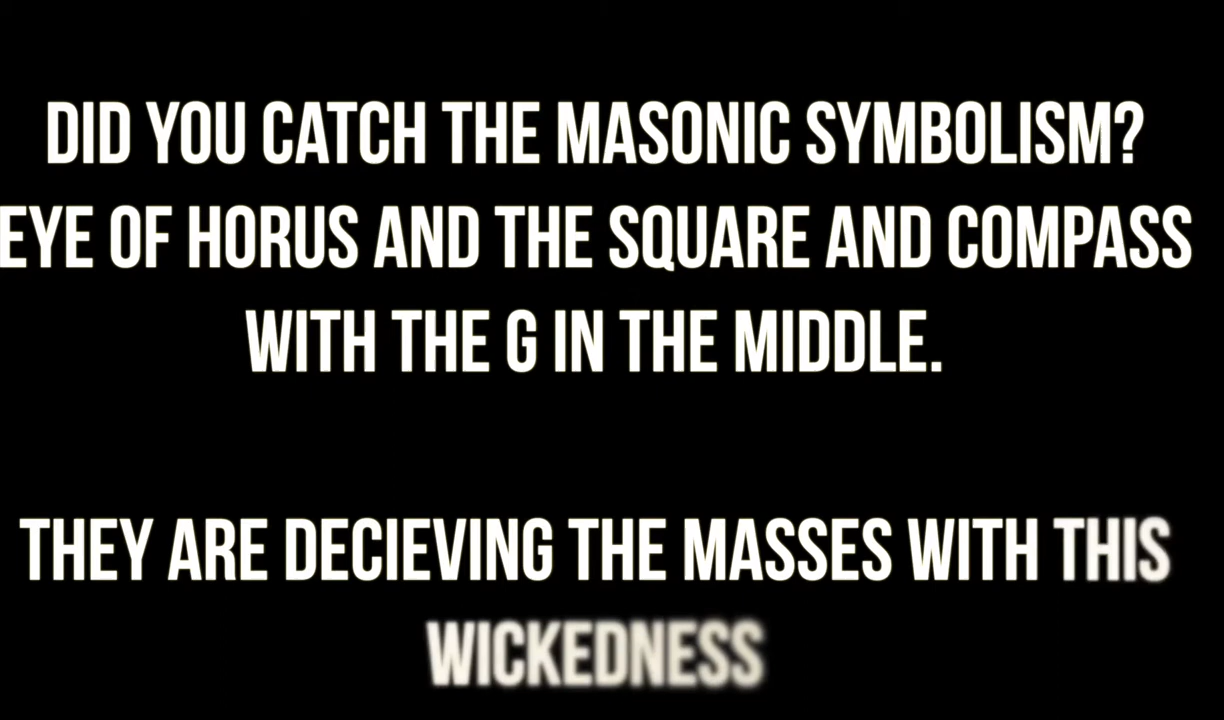 DID YOU CATCH THE MASONIC SYMBOLISM?
EYE OF HORUS AND THE SQUARE AND COMPASS
WITH THE G IN THE MIDDLE.
THEY ARE DECIEVING THE MASSES WITH THIS
WICKEDNESS